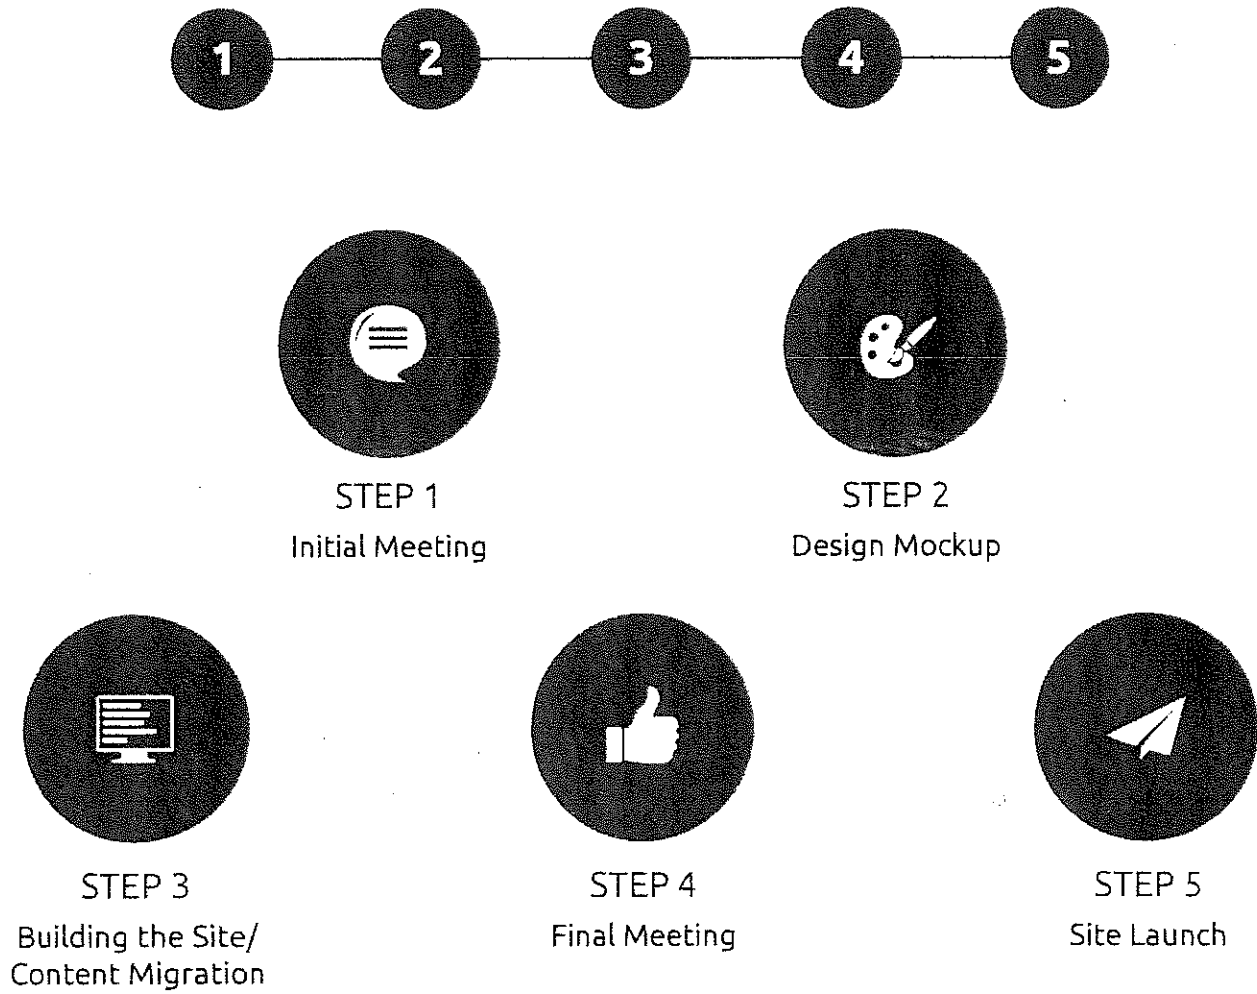 1 2 3 4 5
STEP 1
Initial Meeting
STEP 2
Design Mockup
STEP 3
Building the Site/
Content Migration
STEP 4
Final Meeting
STEP 5
Site Launch